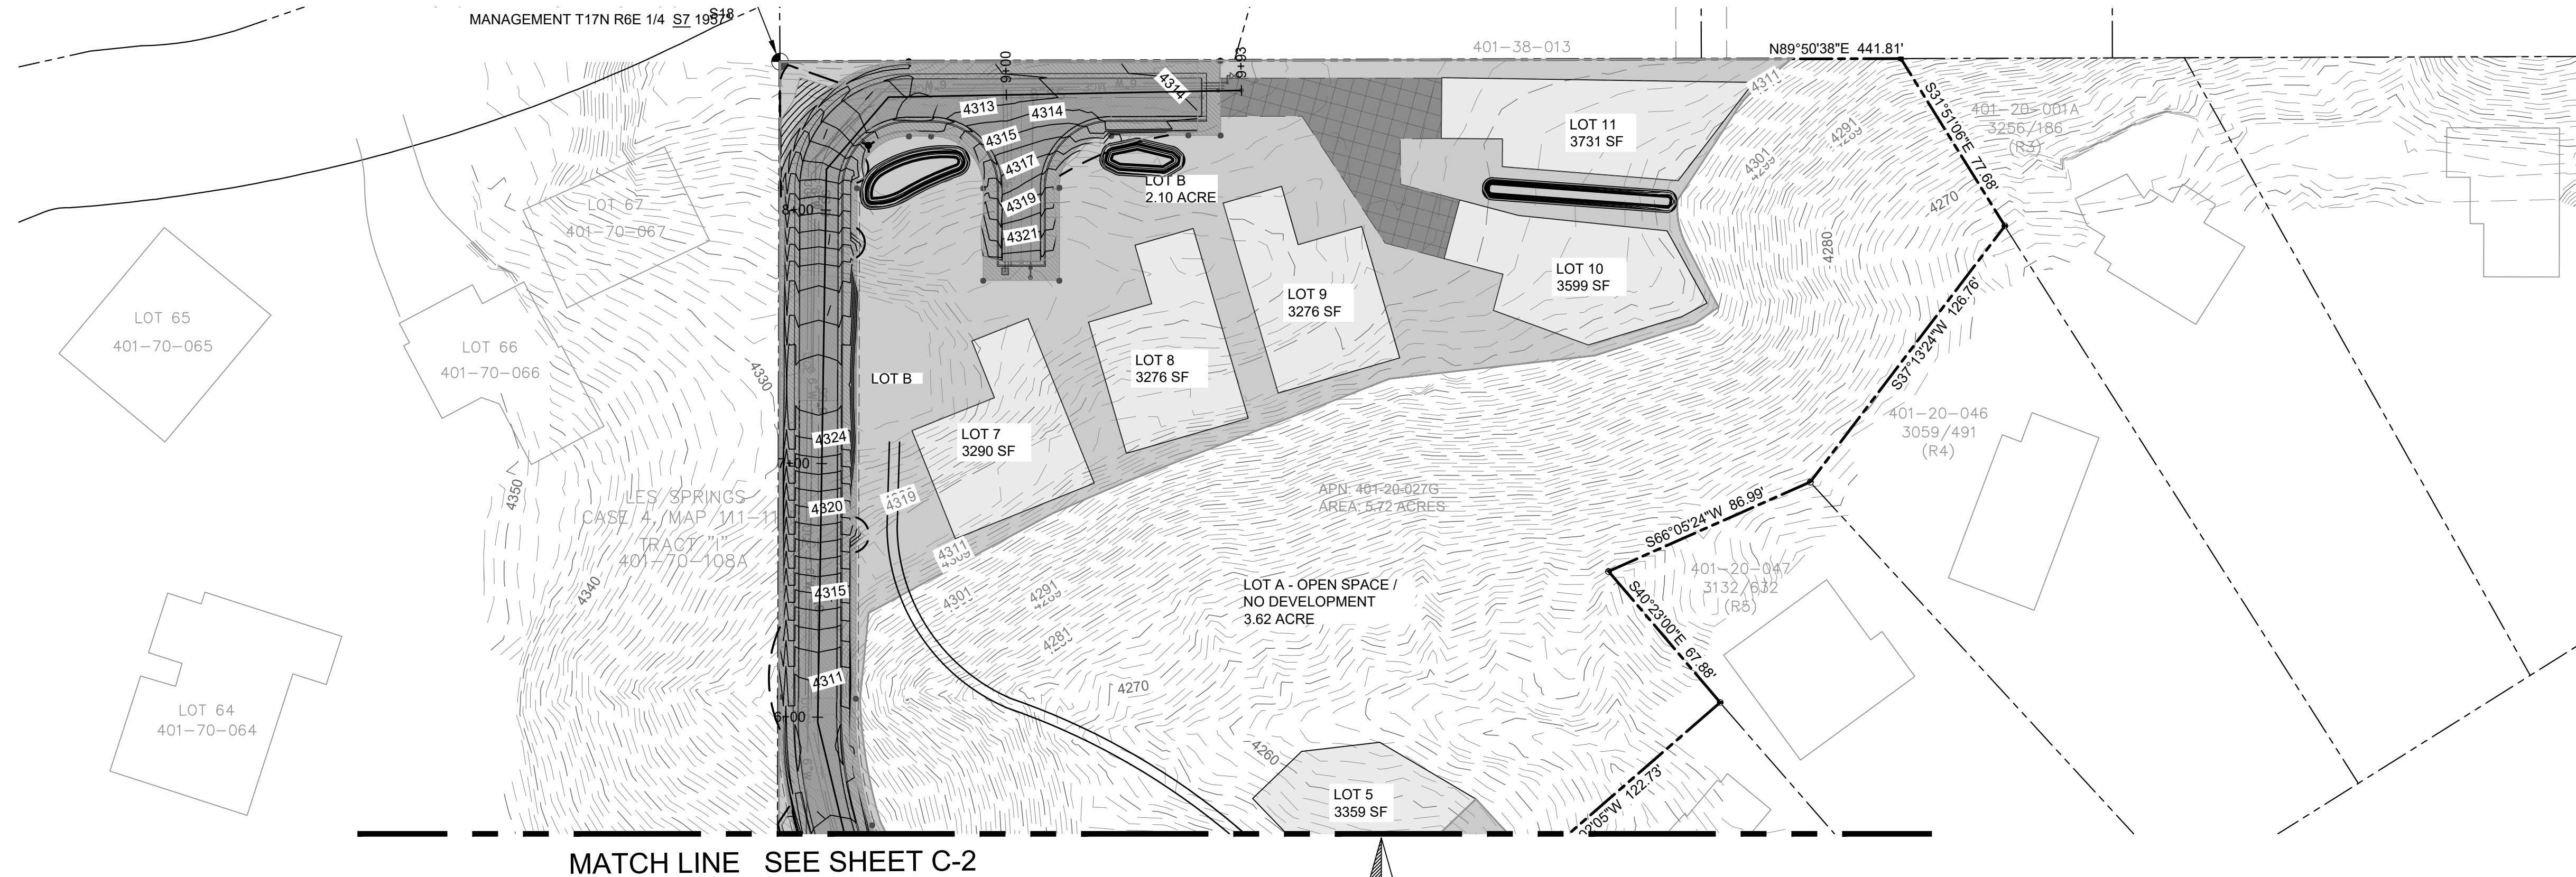 MANAGEMENT T17N R6E 1/4 S7 1957
S18
401-38-013
N89°50'38"E 441.81'
9+00
9+93
4313
4314
4314
4315
4317
4319
4321
4311
LOT 11
3731 SF
S31°51'06"E 77.68'
401-20-001A
3256/186
(R3)
4291
4301
4270
4280
LOT B
2.10 ACRE
8+00
LOT 67
401-70-067
LOT 10
3599 SF
LOT 9
3276 SF
S37°13'24"W 126.76'
LOT 65
401-70-065
LOT 66
401-70-066
4330
LOT B
LOT 8
3276 SF
401-20-046
3059/491
(R4)
4324
7+00
LOT 7
3290 SF
4350
LES SPRINGS
CASE 4, MAP 111-11
TRACT "I"
401-70-108A
4320
4319
APN: 401-20-027G
AREA: 5.72 ACRES
S66°05'24"W 86.99'
4311
4309
401-20-047
3132/632
(R5)
4340
4315
4301
4291
4289
LOT A - OPEN SPACE /
NO DEVELOPMENT
3.62 ACRE
S40°23'00"E 67.88'
4281
4311
4270
LOT 64
401-70-064
6+00
4260
LOT 5
3359 SF
02'05"W 122.73'
MATCH LINE SEE SHEET C-2